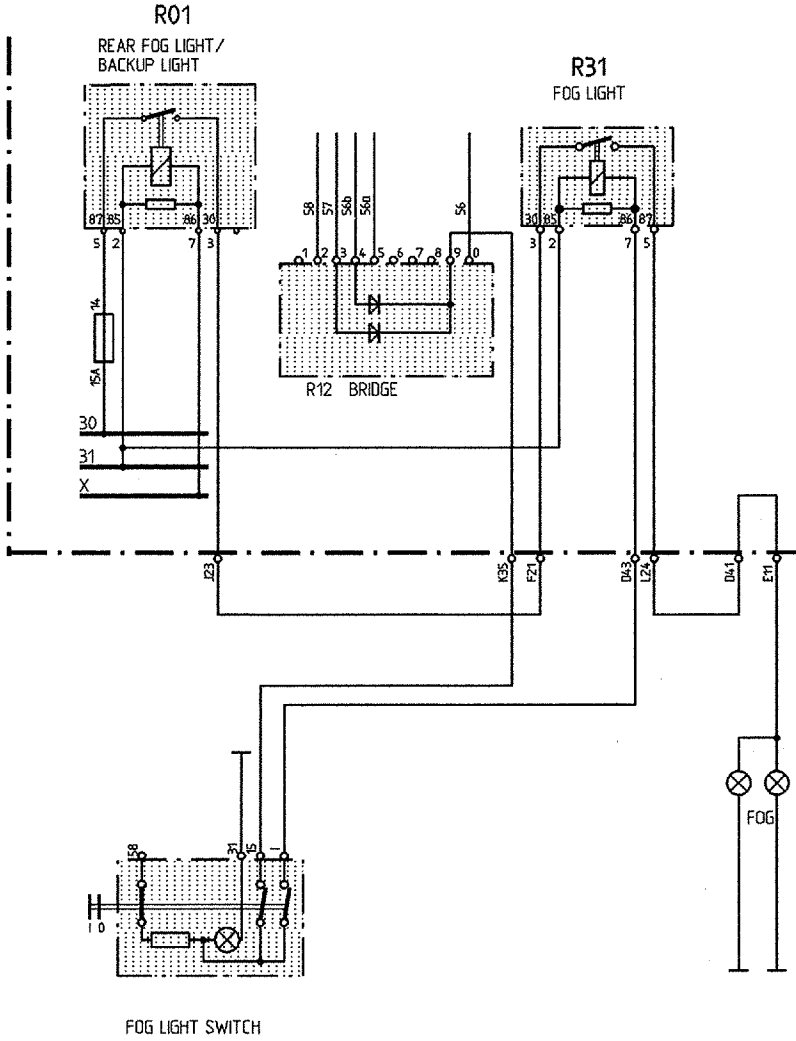 R01
REAR FOG LIGHT/
BACKUP LIGHT
R31
FOG LIGHT
87 85 86 30
5 2 7 3
30 85 86 87
3 2 7 5
58
57
56b
56a
56
1 2 3 4 5 6 7 8 9 0
R12 BRIDGE
14
15A
30
31
X
J23
K35
F21
D43
L24
D41
E11
FOG
58
31
15
I
I 0
FOG LIGHT SWITCH